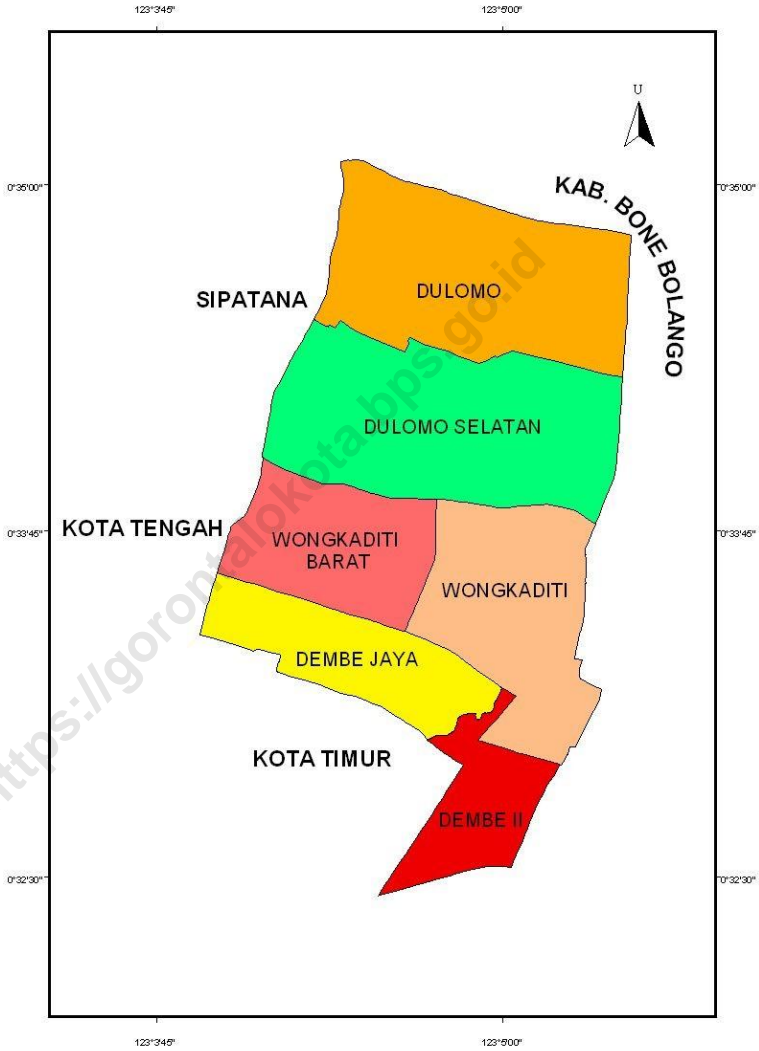 123°3'45"
123°5'00"
U
0°35'00"
0°35'00"
KAB. BONE BOLANGO
DULOMO
SIPATANA
DULOMO SELATAN
KOTA TENGAH
0°33'45"
0°33'45"
WONGKADITI
BARAT
WONGKADITI
DEMBE JAYA
KOTA TIMUR
DEMBE II
0°32'30"
0°32'30"
123°3'45"
123°5'00"
https://gorontalokota.bps.go.id